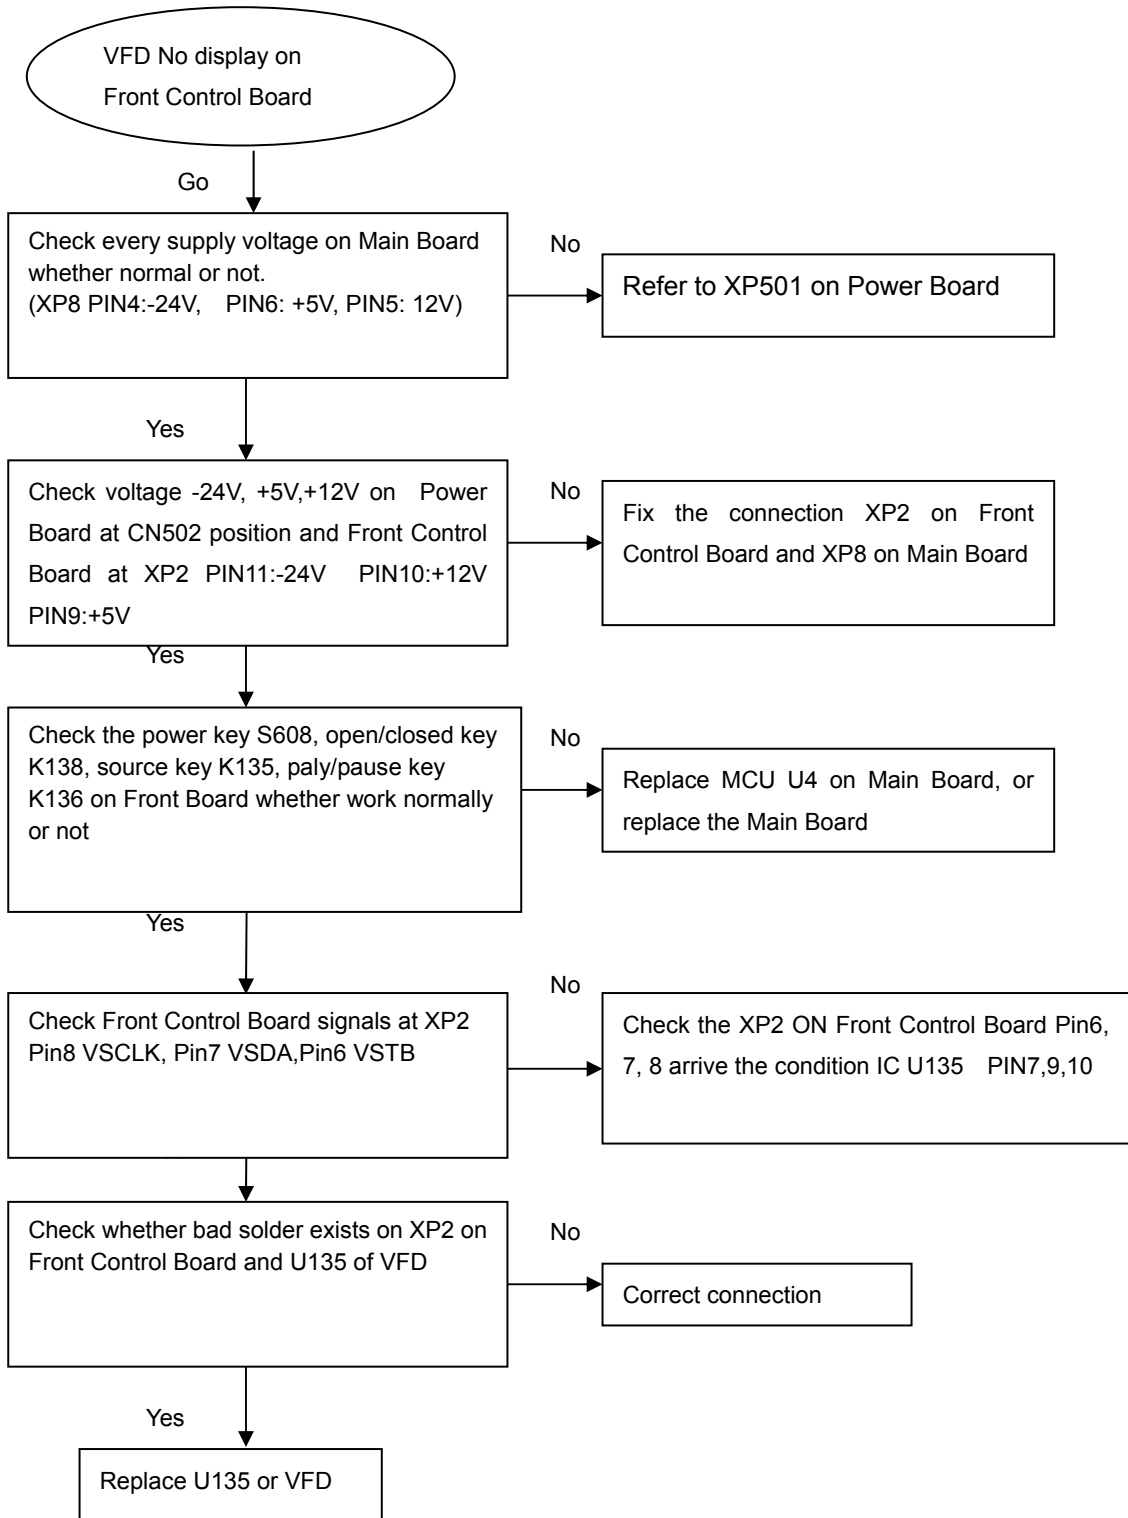 VFD No display on
Front Control Board
Go
Check every supply voltage on Main Board
whether normal or not.
(XP8 PIN4:-24V, PIN6: +5V, PIN5: 12V)
No
Refer to XP501 on Power Board
Yes
Check voltage -24V, +5V,+12V on Power
Board at CN502 position and Front Control
Board at XP2 PIN11:-24V PIN10:+12V
PIN9:+5V
No
Fix the connection XP2 on Front
Control Board and XP8 on Main Board
Yes
Check the power key S608, open/closed key
K138, source key K135, paly/pause key
K136 on Front Board whether work normally
or not
No
Replace MCU U4 on Main Board, or
replace the Main Board
Yes
Check Front Control Board signals at XP2
Pin8 VSCLK, Pin7 VSDA,Pin6 VSTB
No
Check the XP2 ON Front Control Board Pin6,
7, 8 arrive the condition IC U135 PIN7,9,10
Check whether bad solder exists on XP2 on
Front Control Board and U135 of VFD
No
Correct connection
Yes
Replace U135 or VFD